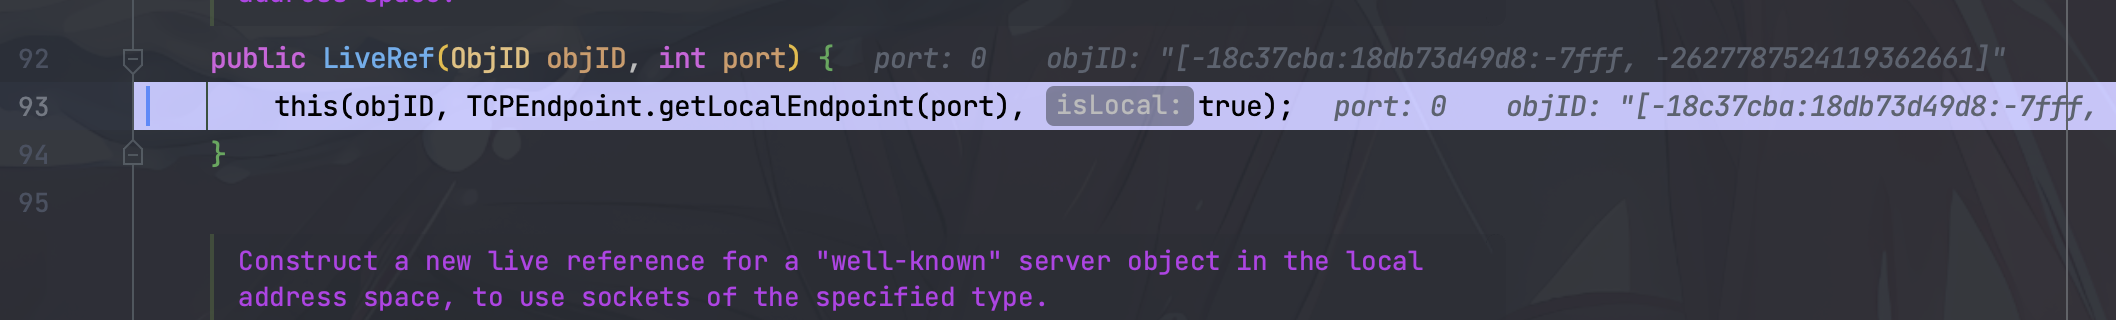 address space.
92 public LiveRef(ObjID objID, int port) { port: 0 objID: "[-18c37cba:18db73d49d8:-7fff, -2627787524119362661]"
93 this(objID, TCPEndpoint.getLocalEndpoint(port), isLocal: true); port: 0 objID: "[-18c37cba:18db73d49d8:-7fff,
94 }
95
Construct a new live reference for a "well-known" server object in the local
address space, to use sockets of the specified type.